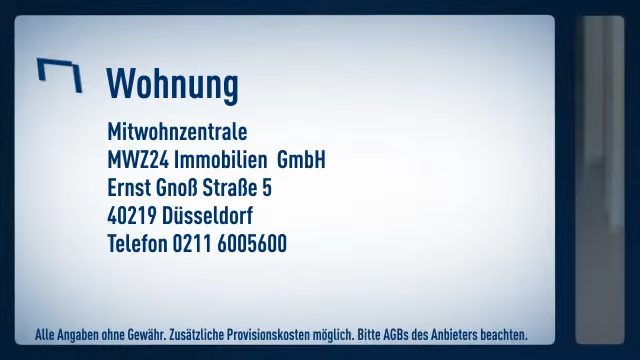 Wohnung
Mitwohnzentrale
MWZ24 Immobilien GmbH
Ernst Gnoß Straße 5
40219 Düsseldorf
Telefon 0211 6005600
Alle Angaben ohne Gewähr. Zusätzliche Provisionskosten möglich. Bitte AGBs des Anbieters beachten.